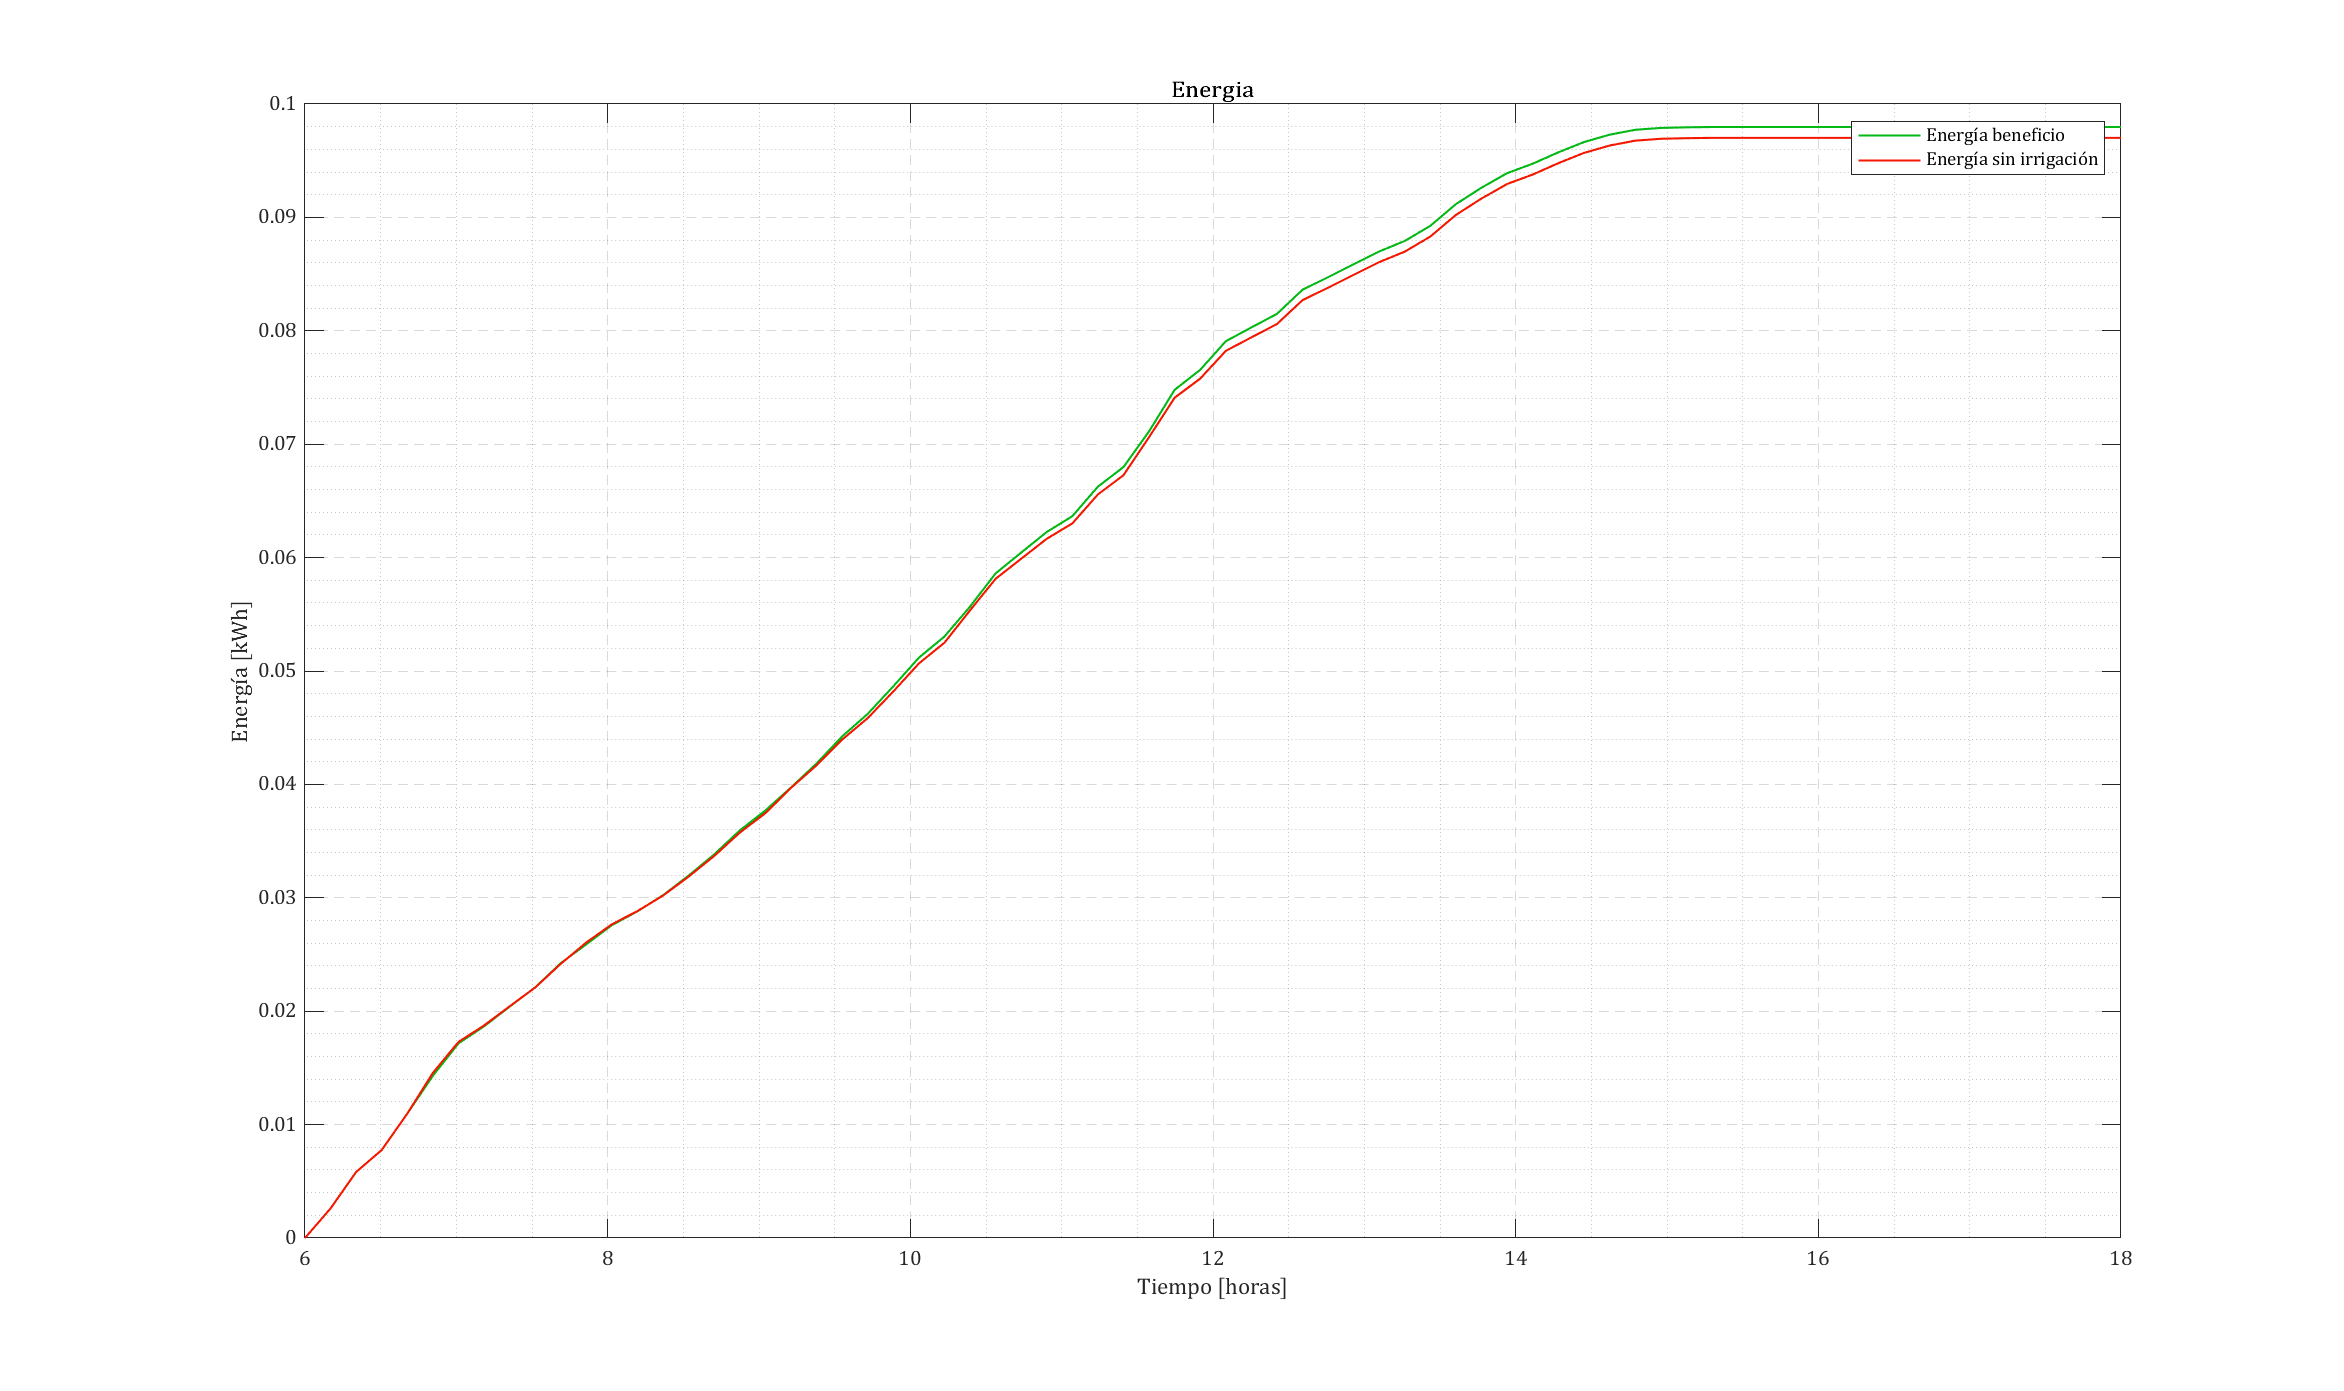 Energia
0.1
0.09
0.08
0.07
0.06
0.05
0.04
0.03
0.02
0.01
0
Energía [kWh]
6 8 10 12 14 16 18
Tiempo [horas]
Energía beneficio
Energía sin irrigación